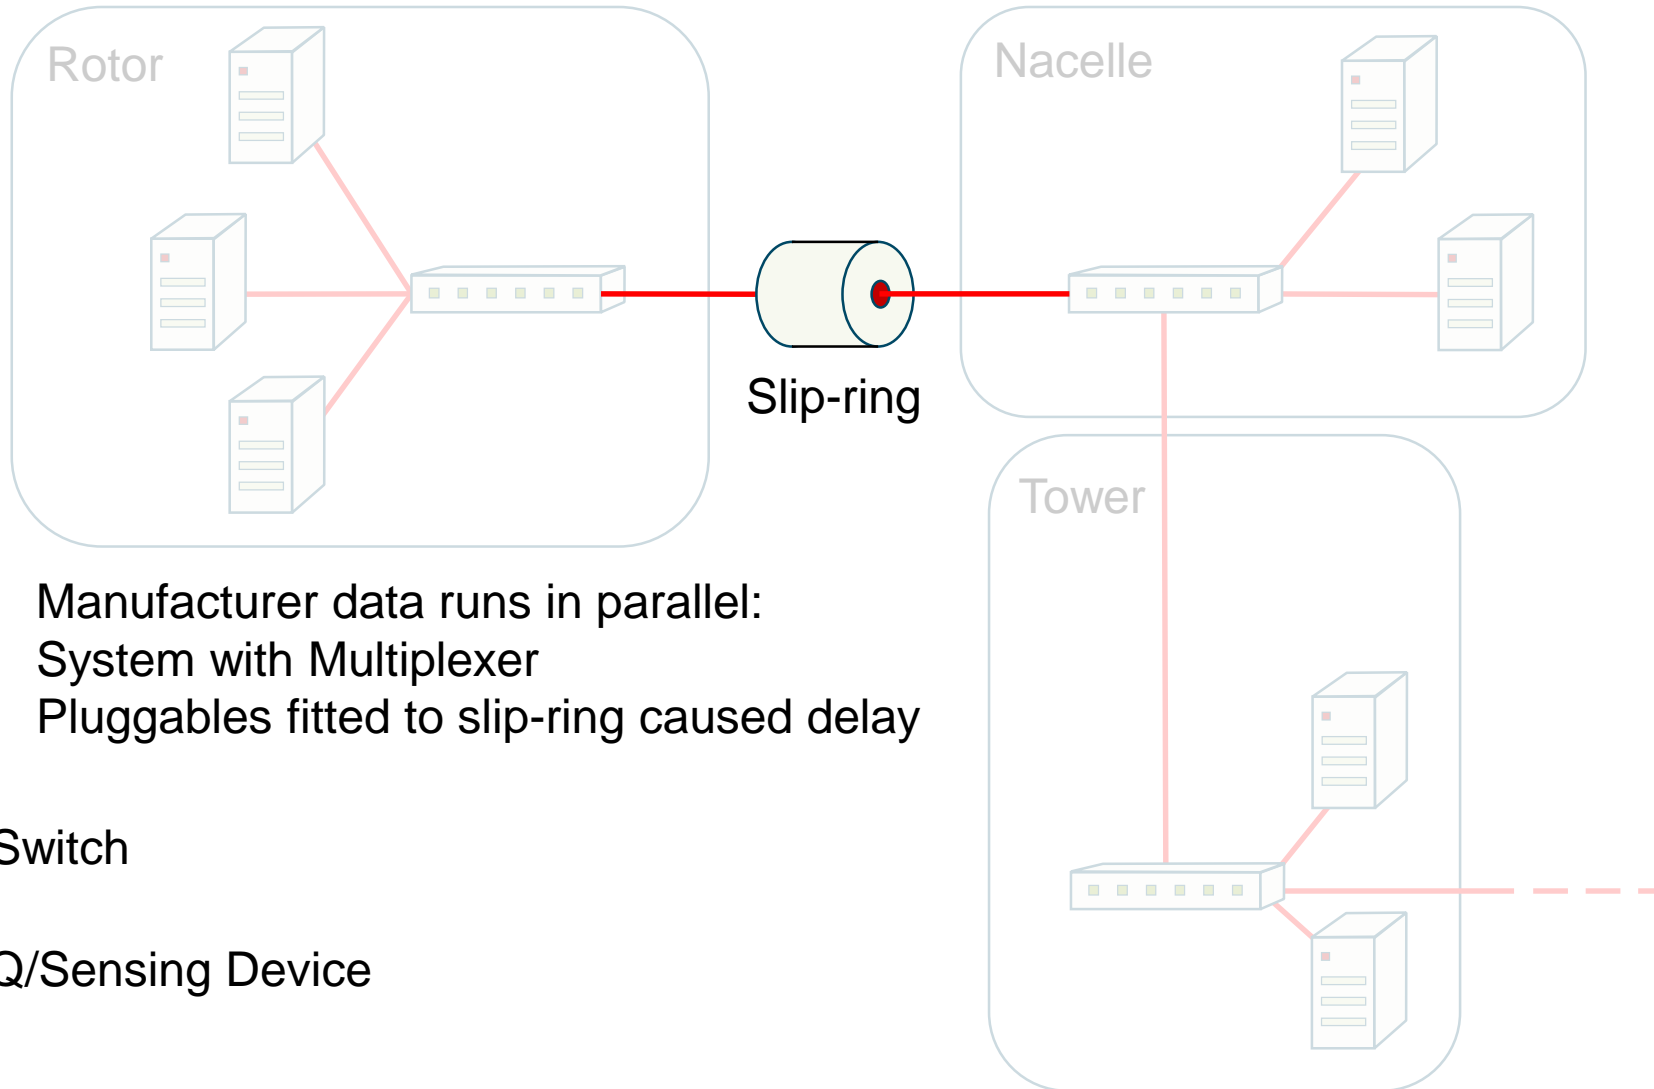 Rotor
Nacelle
Slip-ring
Tower
Manufacturer data runs in parallel:
System with Multiplexer
Pluggables fitted to slip-ring caused delay
Switch
Q/Sensing Device